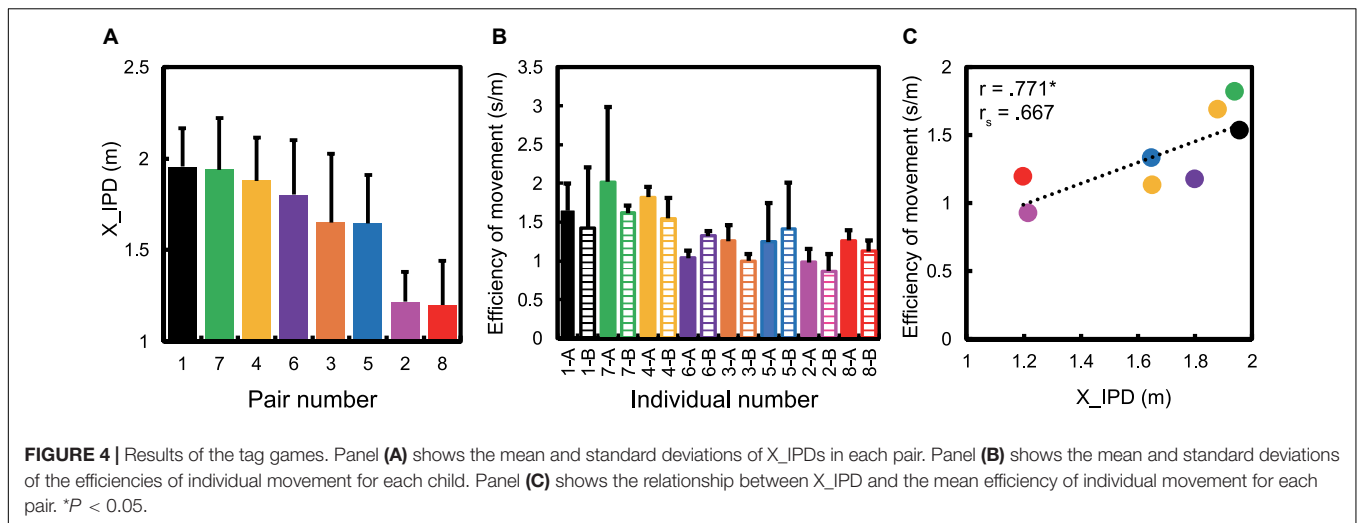 A
X_IPD (m)
2.5
2
1.5
1
1 7 4 6 3 5 2 8
Pair number
B
Efficiency of movement (s/m)
3.5
3
2.5
2
1.5
1
0.5
0
1-A 1-B 7-A 7-B 4-A 4-B 6-A 6-B 3-A 3-B 5-A 5-B 2-A 2-B 8-A 8-B
Individual number
C
Efficiency of movement (s/m)
2
1.5
1
0.5
0
r = .771*
rs = .667
1 1.2 1.4 1.6 1.8 2
X_IPD (m)
FIGURE 4 | Results of the tag games. Panel (A) shows the mean and standard deviations of X_IPDs in each pair. Panel (B) shows the mean and standard deviations
of the efficiencies of individual movement for each child. Panel (C) shows the relationship between X_IPD and the mean efficiency of individual movement for each
pair. *P < 0.05.